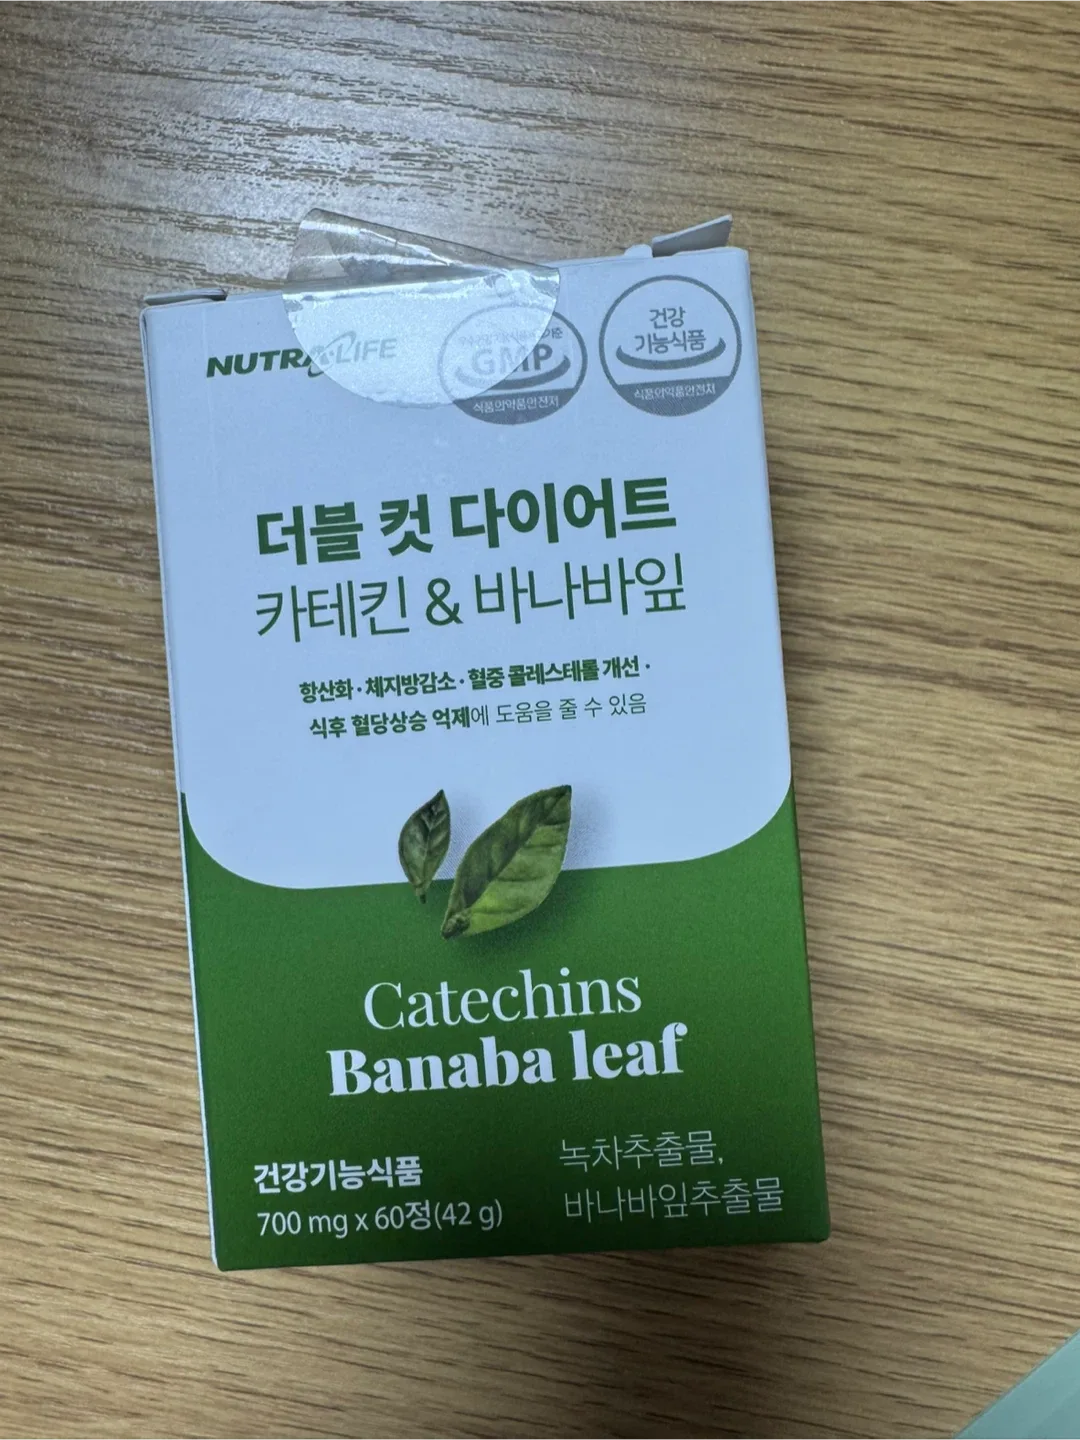 NUTRALIFE
GMP
식품의약품안전처
건강
기능식품
식품의약품안전처
더블 컷 다이어트
카테킨 & 바나바잎
항산화 · 체지방감소 · 혈중 콜레스테롤 개선 ·
식후 혈당상승 억제에 도움을 줄 수 있음
Catechins
Banaba leaf
건강기능식품
700 mg x 60정(42 g)
녹차추출물,
바나바잎추출물